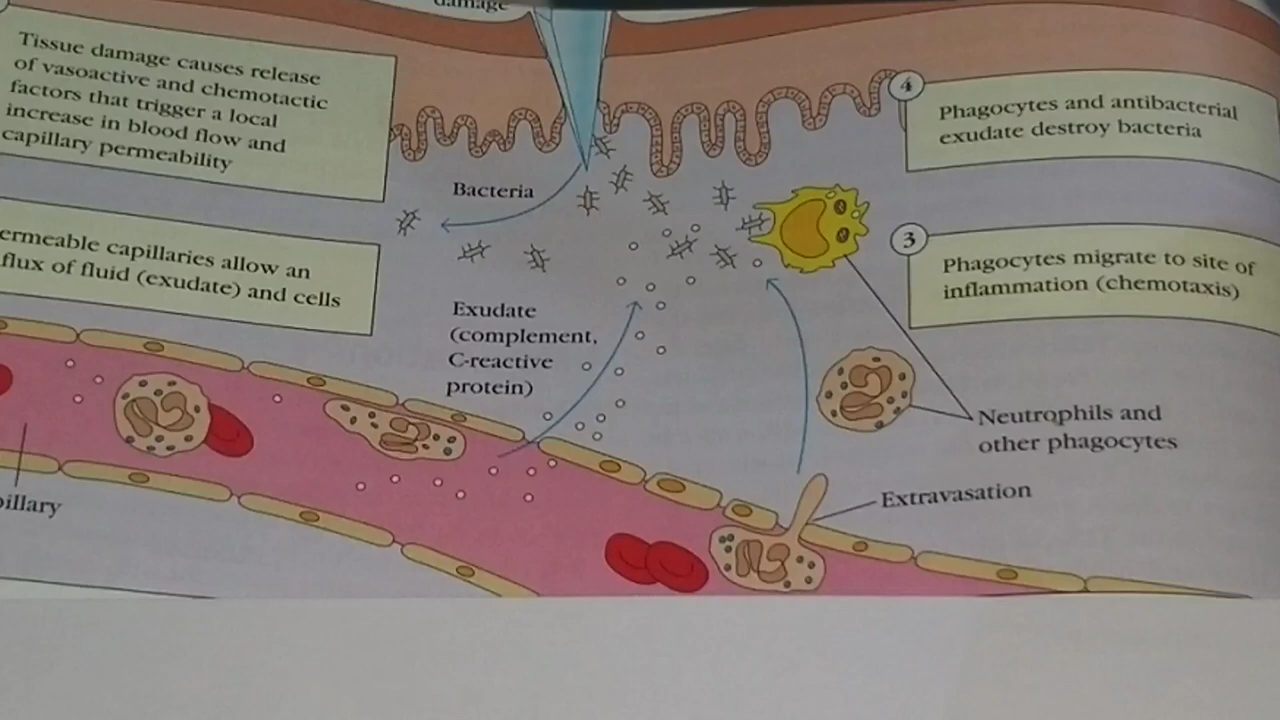 damage
Tissue damage causes release
of vasoactive and chemotactic
factors that trigger a local
increase in blood flow and
capillary permeability
ermeable capillaries allow an
flux of fluid (exudate) and cells
Bacteria
Exudate
(complement,
C-reactive
protein)
4
Phagocytes and antibacterial
exudate destroy bacteria
3
Phagocytes migrate to site of
inflammation (chemotaxis)
Neutrophils and
other phagocytes
Extravasation
pillary